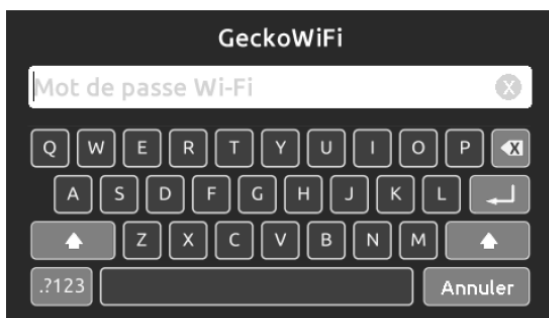 GeckoWiFi
Mot de passe Wi-Fi X
Q W E R T Y U I O P X
A S D F G H J K L
Z X C V B N M
.?123 Annuler